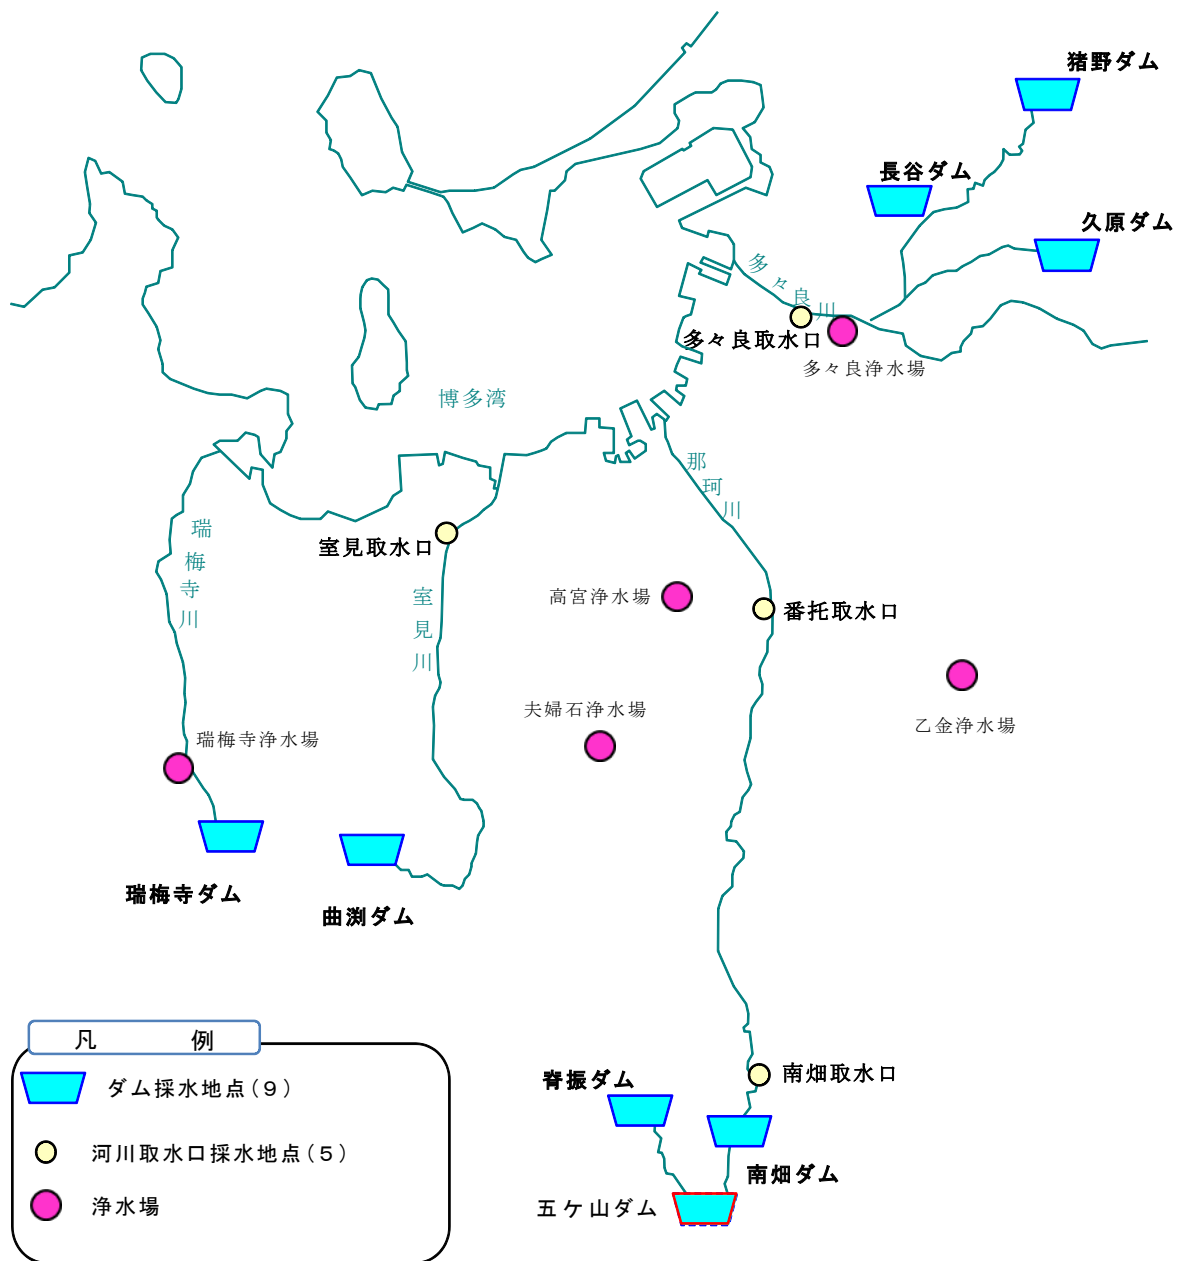 猪野ダム
長谷ダム
久原ダム
多々良川
多々良取水口
多々良浄水場
博多湾
那珂川
瑞梅寺川
室見取水口
室見川
高宮浄水場
番托取水口
夫婦石浄水場
乙金浄水場
瑞梅寺浄水場
瑞梅寺ダム
曲渕ダム
凡 例
ダム採水地点(9)
河川取水口採水地点(5)
浄水場
脊振ダム
南畑取水口
南畑ダム
五ケ山ダム